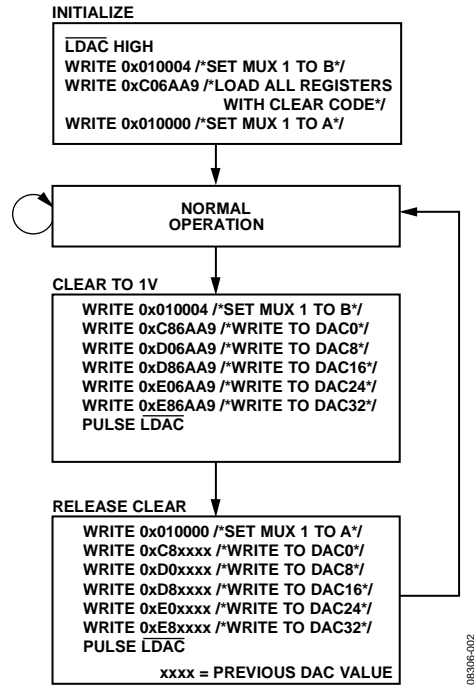 INITIALIZE
LDAC HIGH
WRITE 0x010004 /*SET MUX 1 TO B*/
WRITE 0xC06AA9 /*LOAD ALL REGISTERS
WITH CLEAR CODE*/
WRITE 0x010000 /*SET MUX 1 TO A*/
NORMAL
OPERATION
CLEAR TO 1V
WRITE 0x010004 /*SET MUX 1 TO B*/
WRITE 0xC86AA9 /*WRITE TO DAC0*/
WRITE 0xD06AA9 /*WRITE TO DAC8*/
WRITE 0xD86AA9 /*WRITE TO DAC16*/
WRITE 0xE06AA9 /*WRITE TO DAC24*/
WRITE 0xE86AA9 /*WRITE TO DAC32*/
PULSE LDAC
RELEASE CLEAR
WRITE 0x010000 /*SET MUX 1 TO A*/
WRITE 0xC8xxxx /*WRITE TO DAC0*/
WRITE 0xD0xxxx /*WRITE TO DAC8*/
WRITE 0xD8xxxx /*WRITE TO DAC16*/
WRITE 0xE0xxxx /*WRITE TO DAC24*/
WRITE 0xE8xxxx /*WRITE TO DAC32*/
PULSE LDAC
xxxx = PREVIOUS DAC VALUE
08306-002